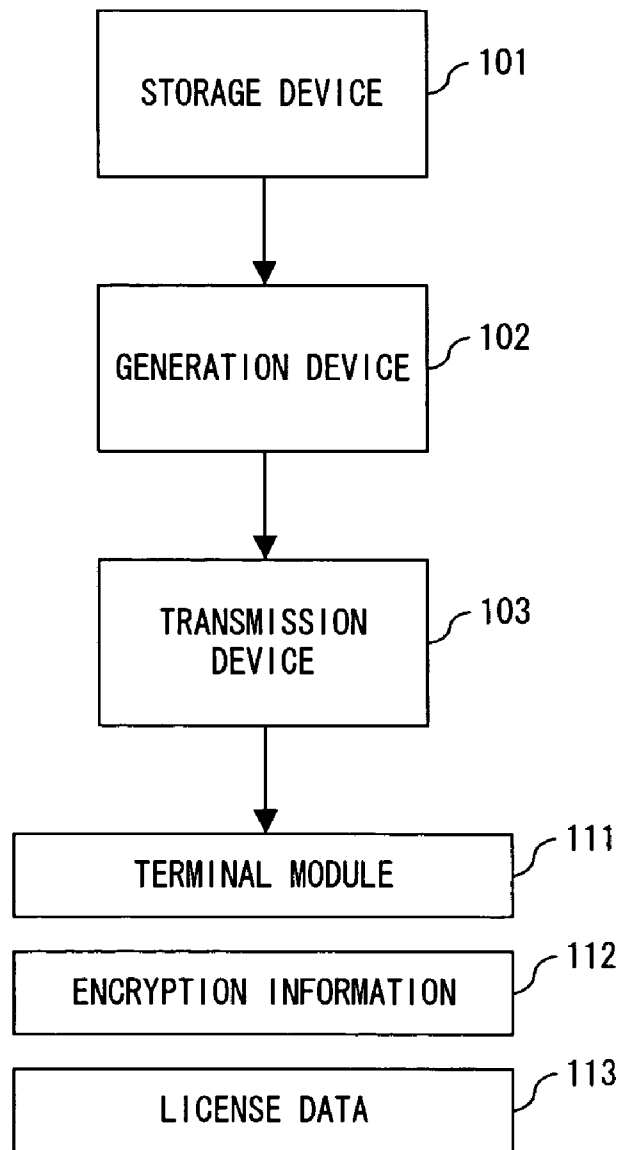 STORAGE DEVICE
101
GENERATION DEVICE
102
TRANSMISSION
DEVICE
103
TERMINAL MODULE
111
ENCRYPTION INFORMATION
112
LICENSE DATA
113